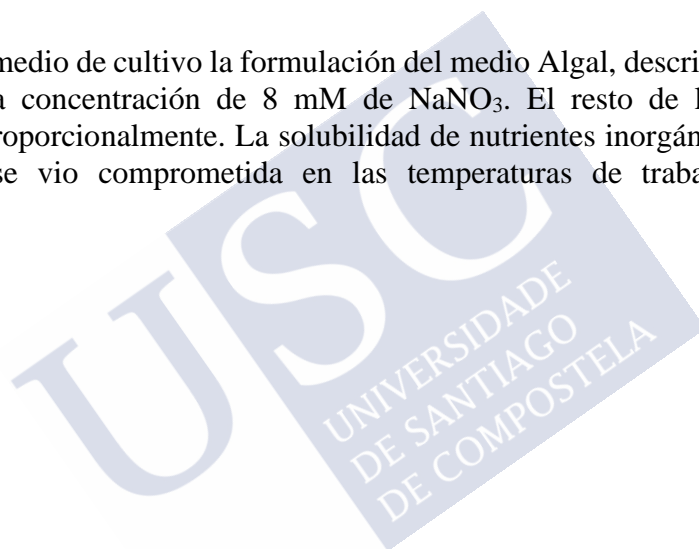 medio de cultivo la formulación del medio Algal, descri
a concentración de 8 mM de NaNO₃. El resto de
roporcionalmente. La solubilidad de nutrientes inorgán
se vio comprometida en las temperaturas de traba
USC
UNIVERSIDADE
DE SANTIAGO
DE COMPOSTELA